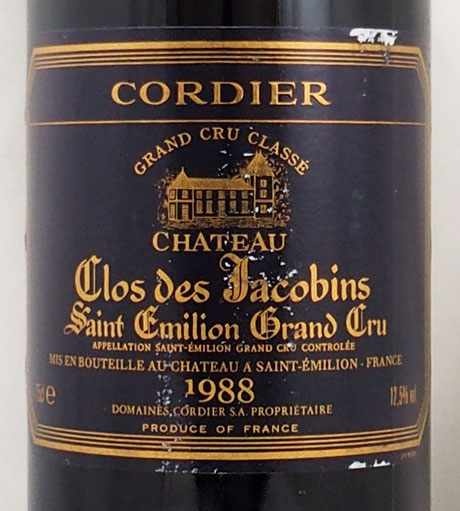 CORDIER
GRAND CRU CLASSÉ
CHATEAU
Clos des Jacobins
Saint Emilion Grand Cru
APPELLATION SAINT-ÉMILION GRAND CRU CONTROLÉE
MIS EN BOUTEILLE AU CHATEAU A SAINT-ÉMILION - FRANCE
cl e 1988 12,5% vol
DOMAINES CORDIER S.A. PROPRIÉTAIRE
PRODUCE OF FRANCE